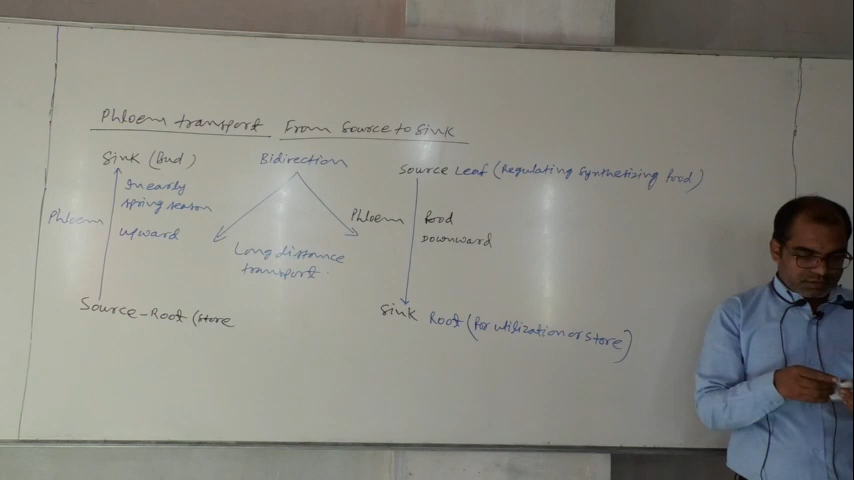 Phloem transport From Source to Sink
Sink (Bud)
In early
spring season
Phloem
upward
Source-Root (store
Bidirection
Long distance
transport.
Source Leaf (Regulating Synthetizing food)
Phloem food
Downward
Sink Root (for utilization or store)